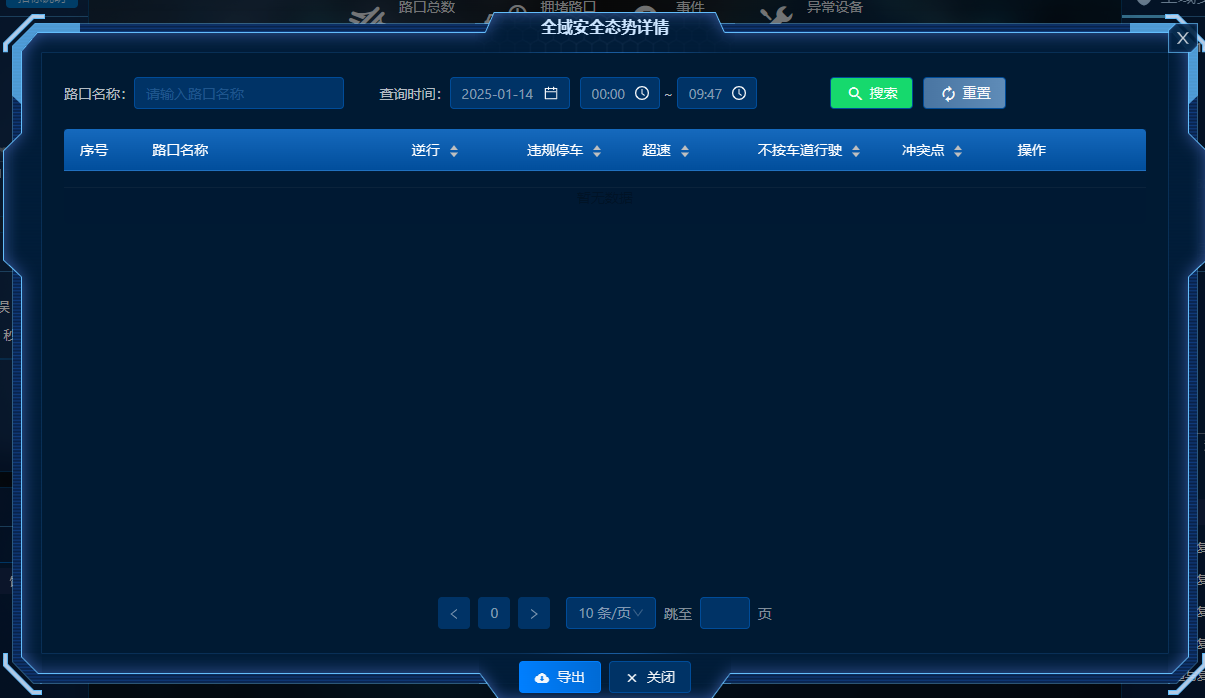 路口总数 拥堵路口 事件 异常设备
全域安全态势详情
X
路口名称: 请输入路口名称 查询时间: 2025-01-14 00:00 ~ 09:47 搜索 重置
序号 路口名称 逆行 违规停车 超速 不按车道行驶 冲突点 操作
暂无数据
< 0 > 10 条/页 跳至 页
导出 关闭